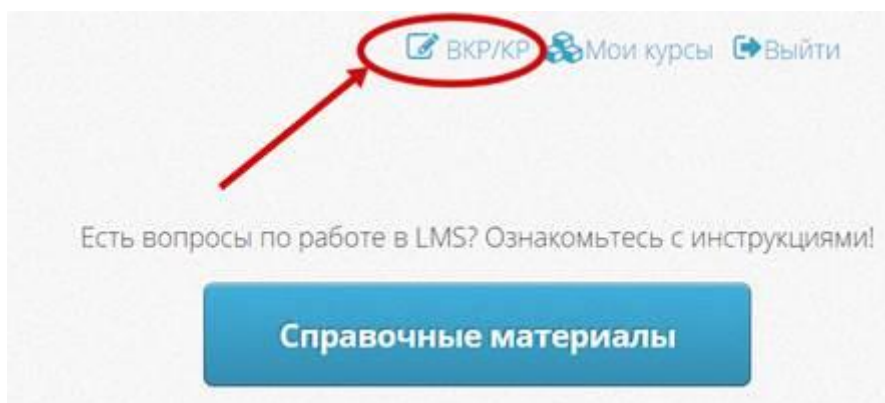 ВКР/КР Мои курсы Выйти
Есть вопросы по работе в LMS? Ознакомьтесь с инструкциями!
Справочные материалы